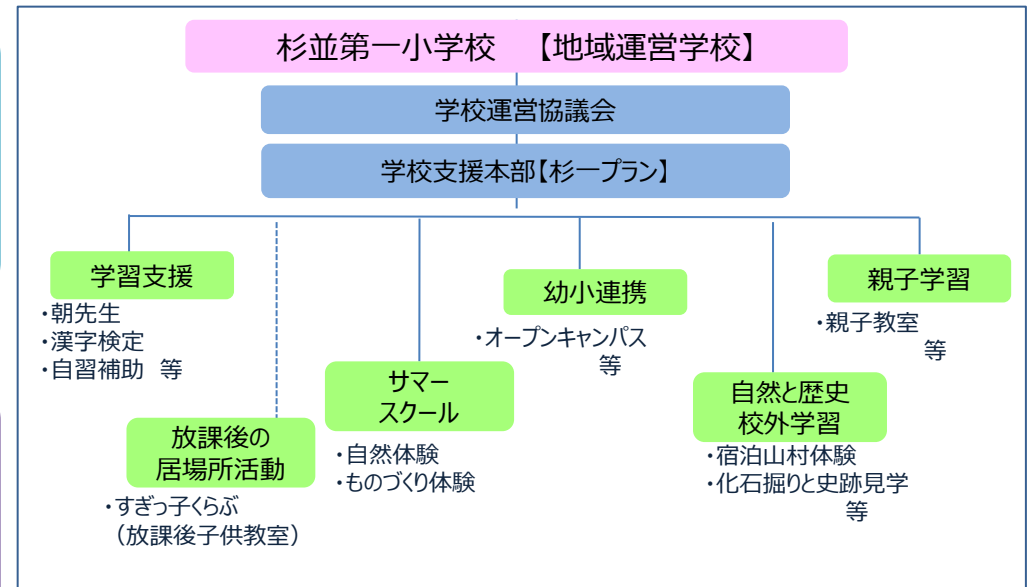 杉並第一小学校　【地域運営学校】
学校運営協議会
学校支援本部【杉一プラン】
学習支援
・朝先生
・漢字検定
・自習補助　等
放課後の
居場所活動
・すぎっ子くらぶ
（放課後子供教室）
サマー
スクール
・自然体験
・ものづくり体験
幼小連携
・オープンキャンパス
等
自然と歴史
校外学習
・宿泊山村体験
・化石掘りと史跡見学
等
親子学習
・親子教室
等